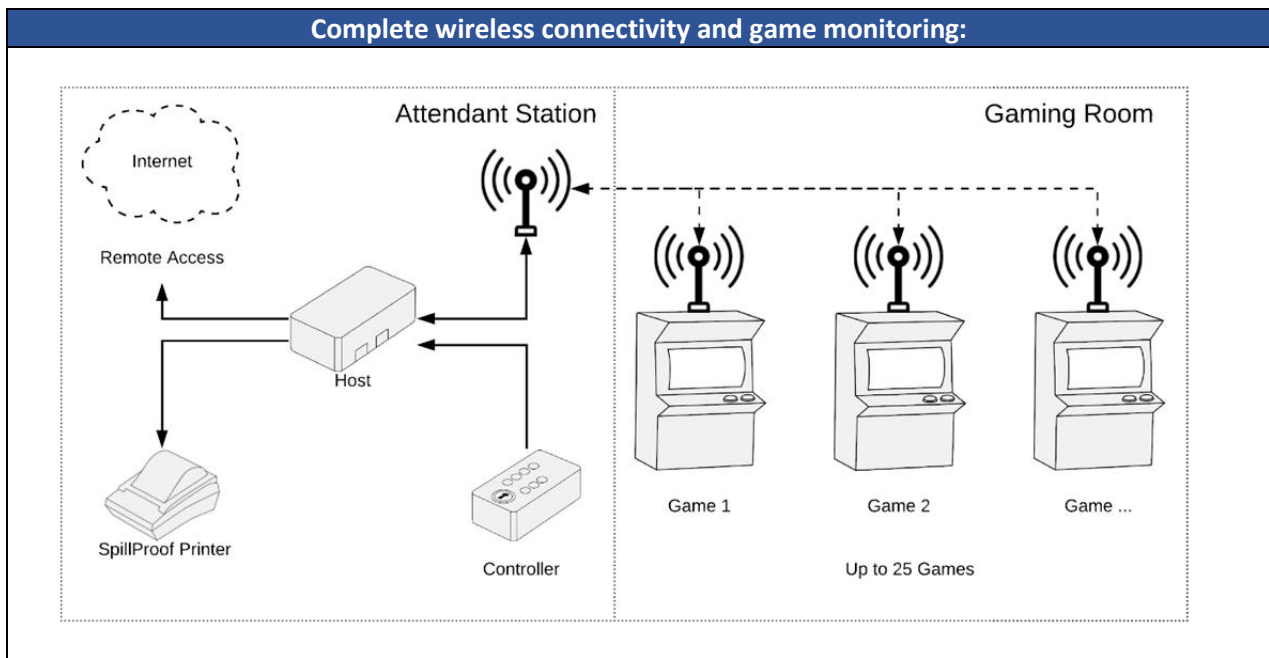 Complete wireless connectivity and game monitoring:
Attendant Station
Gaming Room
Internet
Remote Access
Host
SpillProof Printer
Controller
Game 1
Game 2
Game ...
Up to 25 Games